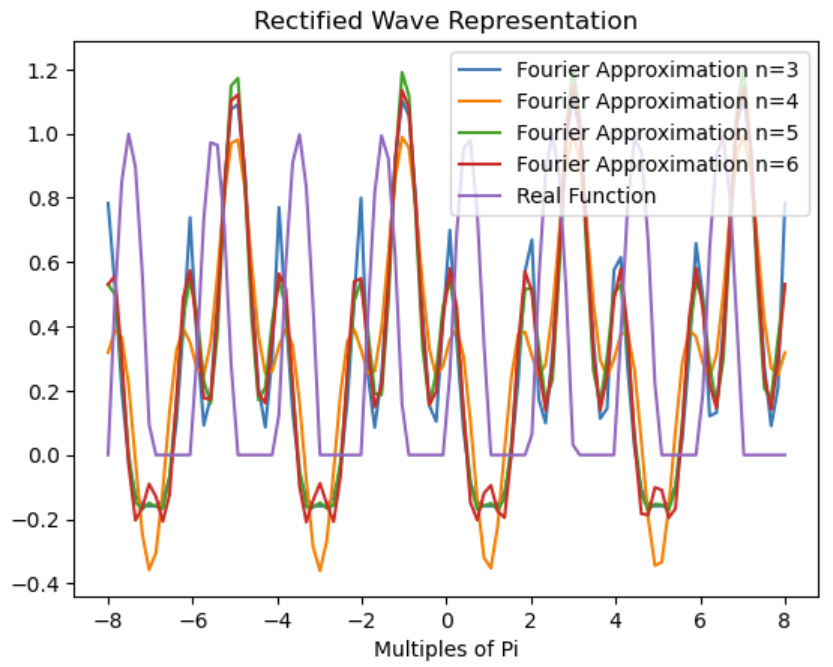 Rectified Wave Representation
Fourier Approximation n=3
Fourier Approximation n=4
Fourier Approximation n=5
Fourier Approximation n=6
Real Function
1.2
1.0
0.8
0.6
0.4
0.2
0.0
−0.2
−0.4
−8 −6 −4 −2 0 2 4 6 8
Multiples of Pi